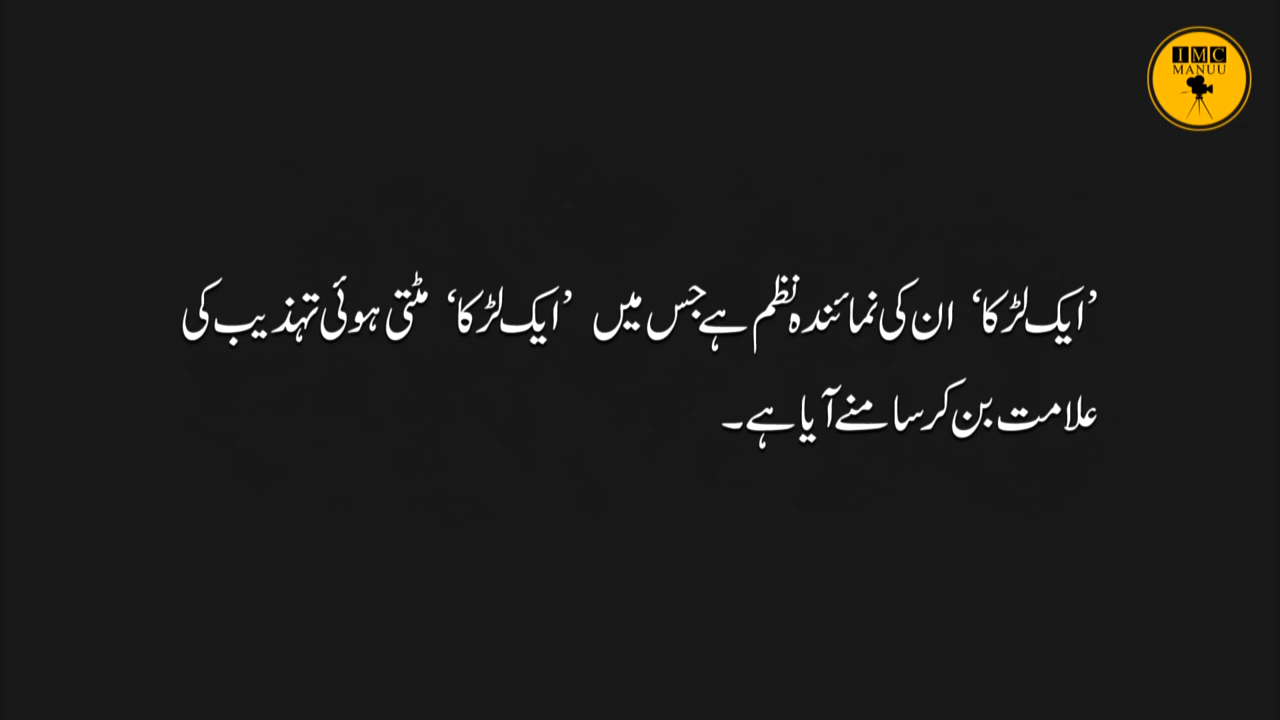 IMC
MANUU
’ایک لڑکا‘ ان کی نمائندہ نظم ہے جس میں ’ایک لڑکا‘ مٹتی ہوئی تہذیب کی
علامت بن کر سامنے آیا ہے۔